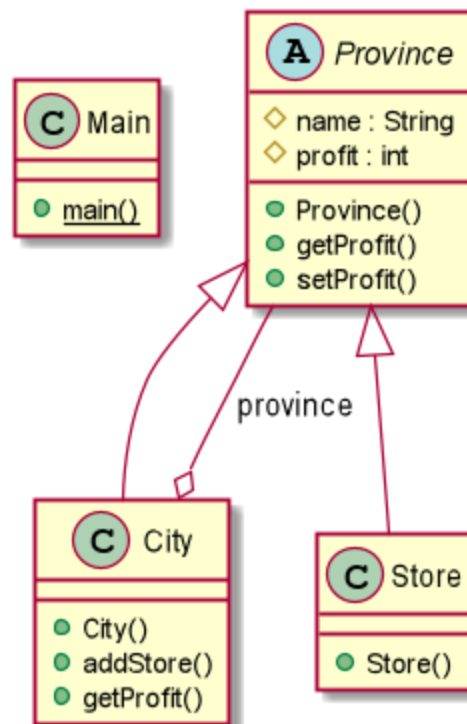 A Province
name : String
profit : int
Province()
getProfit()
setProfit()
C Main
main()
province
C City
City()
addStore()
getProfit()
C Store
Store()